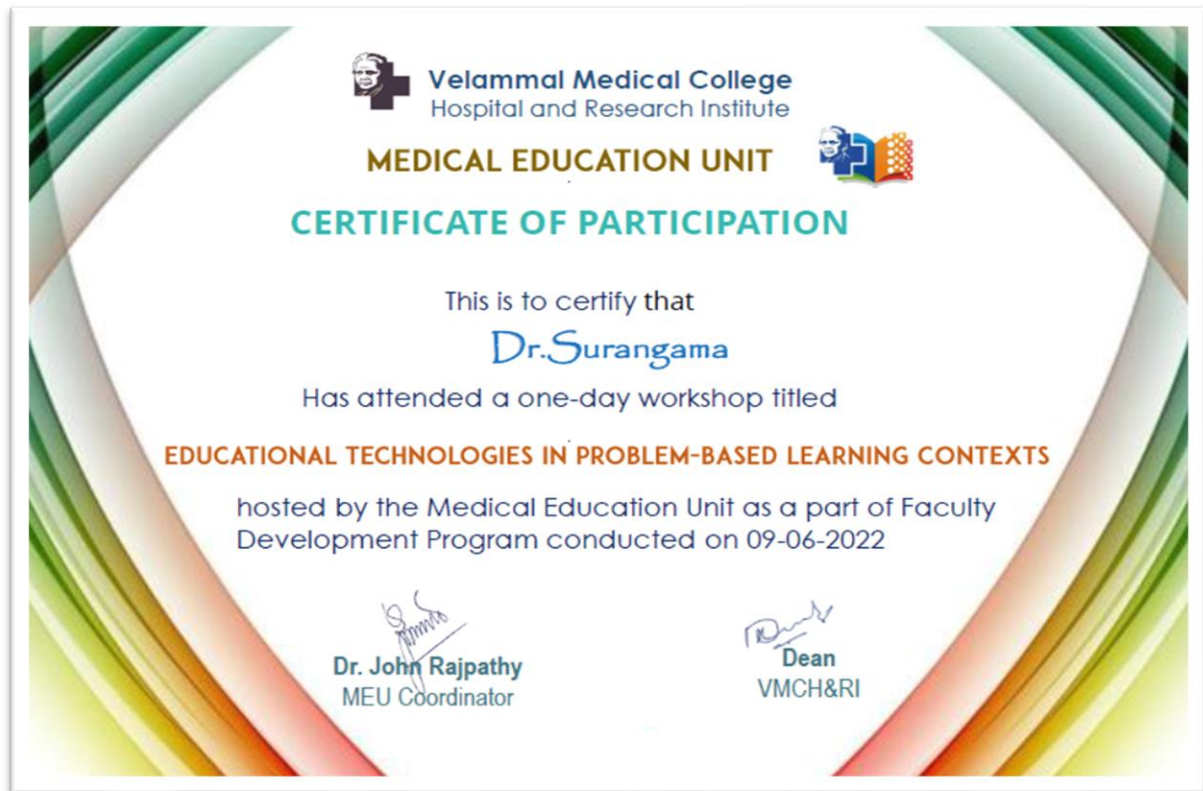 Velammal Medical College
Hospital and Research Institute
MEDICAL EDUCATION UNIT
CERTIFICATE OF PARTICIPATION
This is to certify that
Dr.Surangama
Has attended a one-day workshop titled
EDUCATIONAL TECHNOLOGIES IN PROBLEM-BASED LEARNING CONTEXTS
hosted by the Medical Education Unit as a part of Faculty
Development Program conducted on 09-06-2022
Dr. John Rajpathy
MEU Coordinator
Dean
VMCH&RI